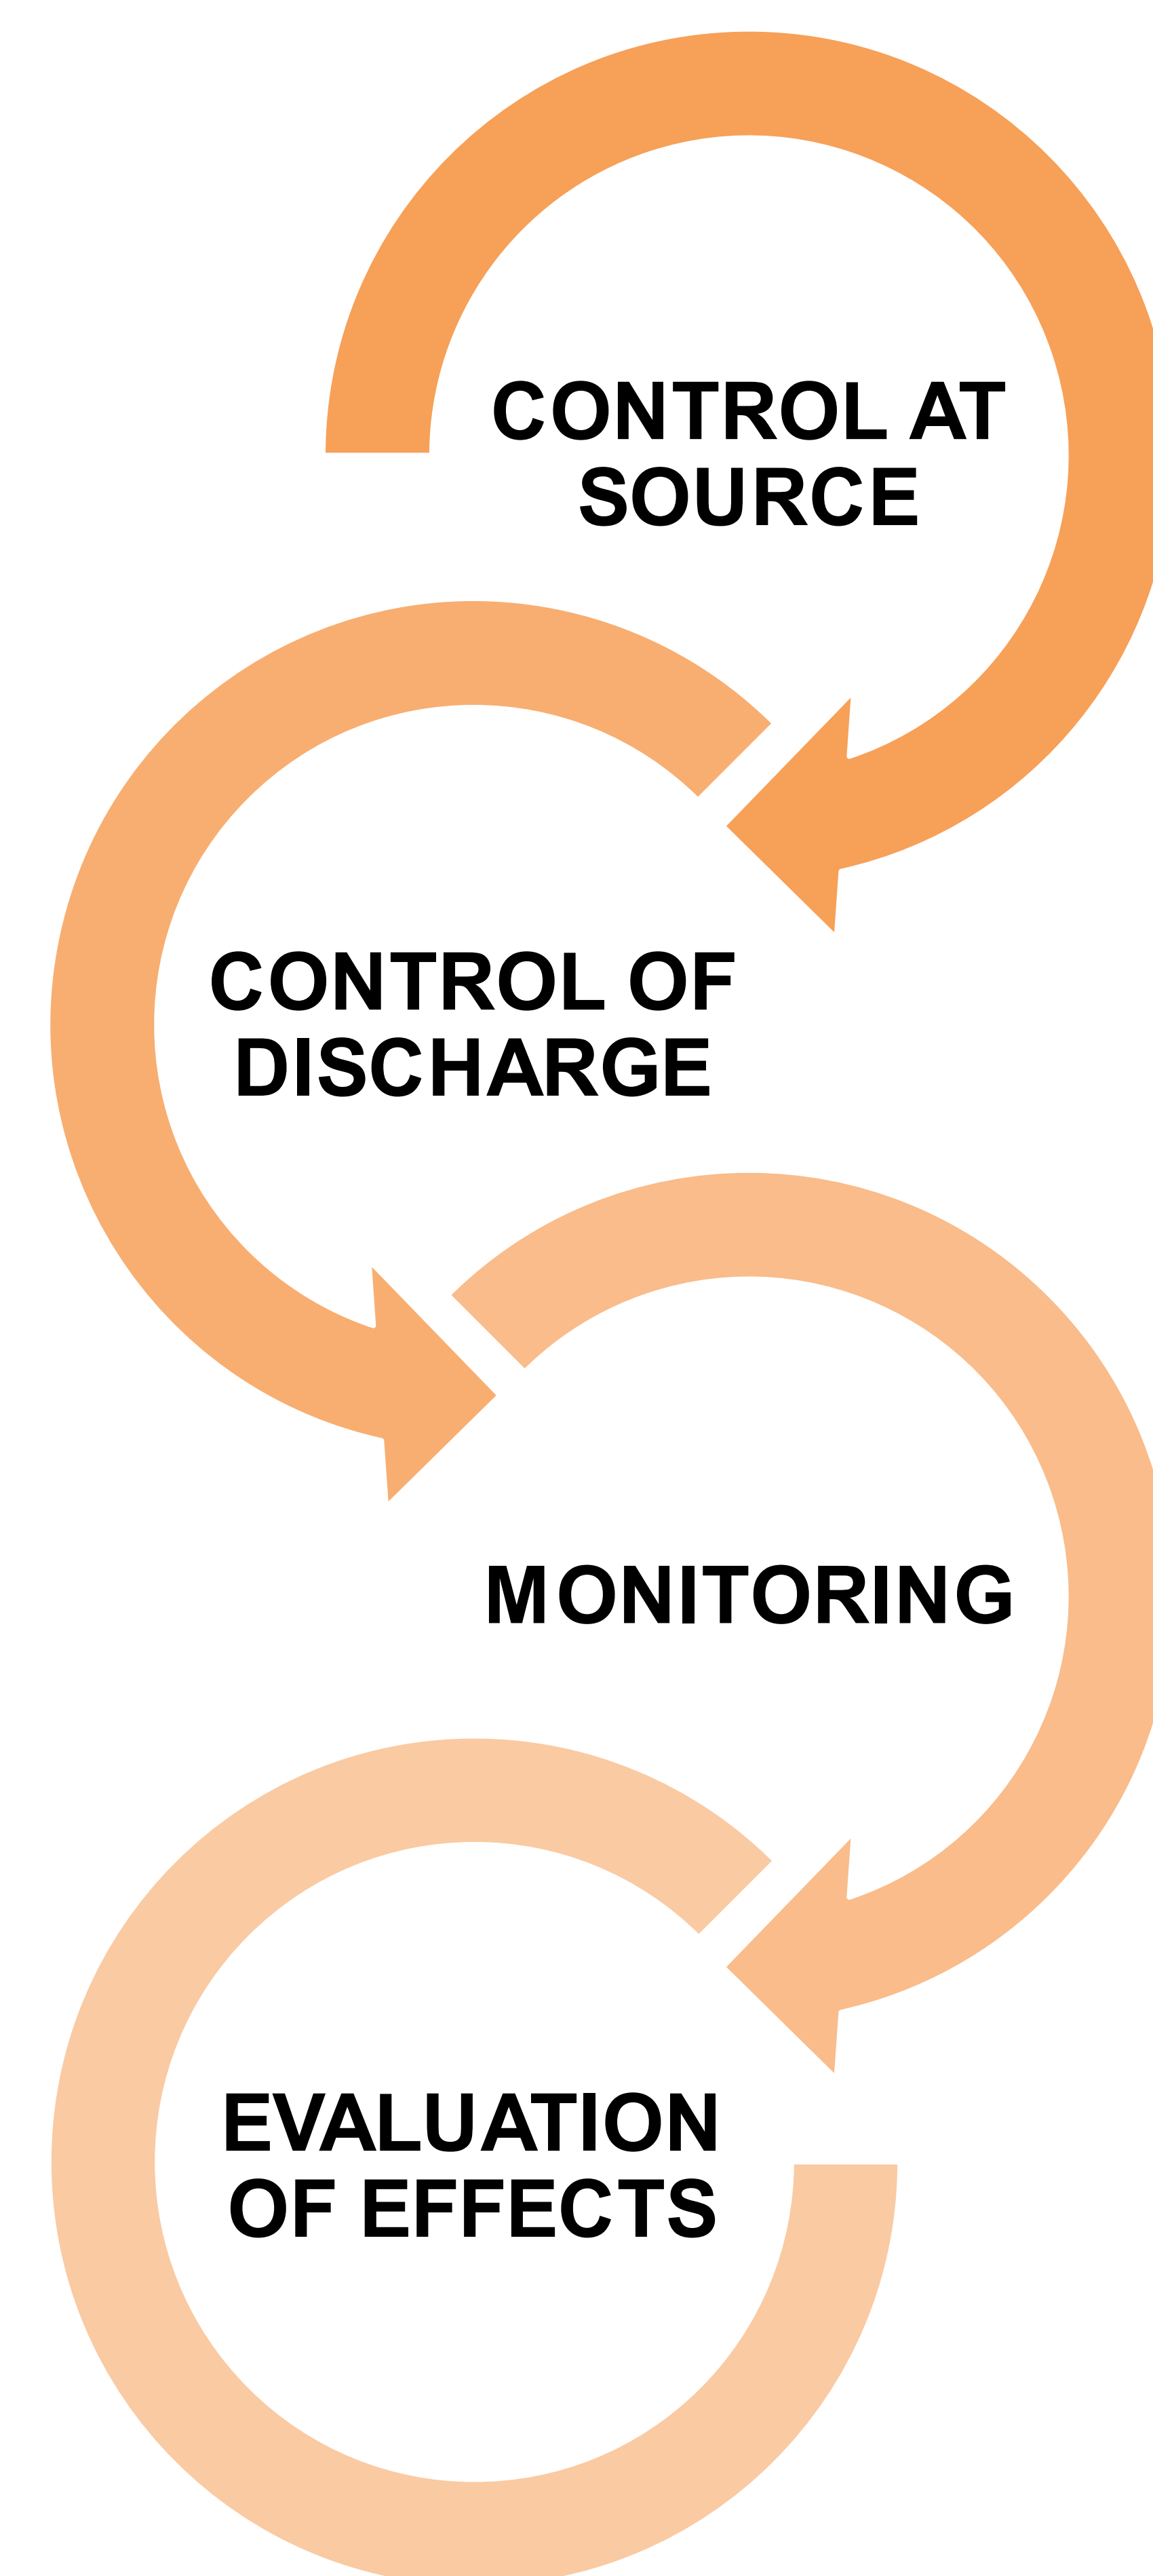 CONTROL AT
SOURCE
CONTROL OF
DISCHARGE
MONITORING
EVALUATION
OF EFFECTS